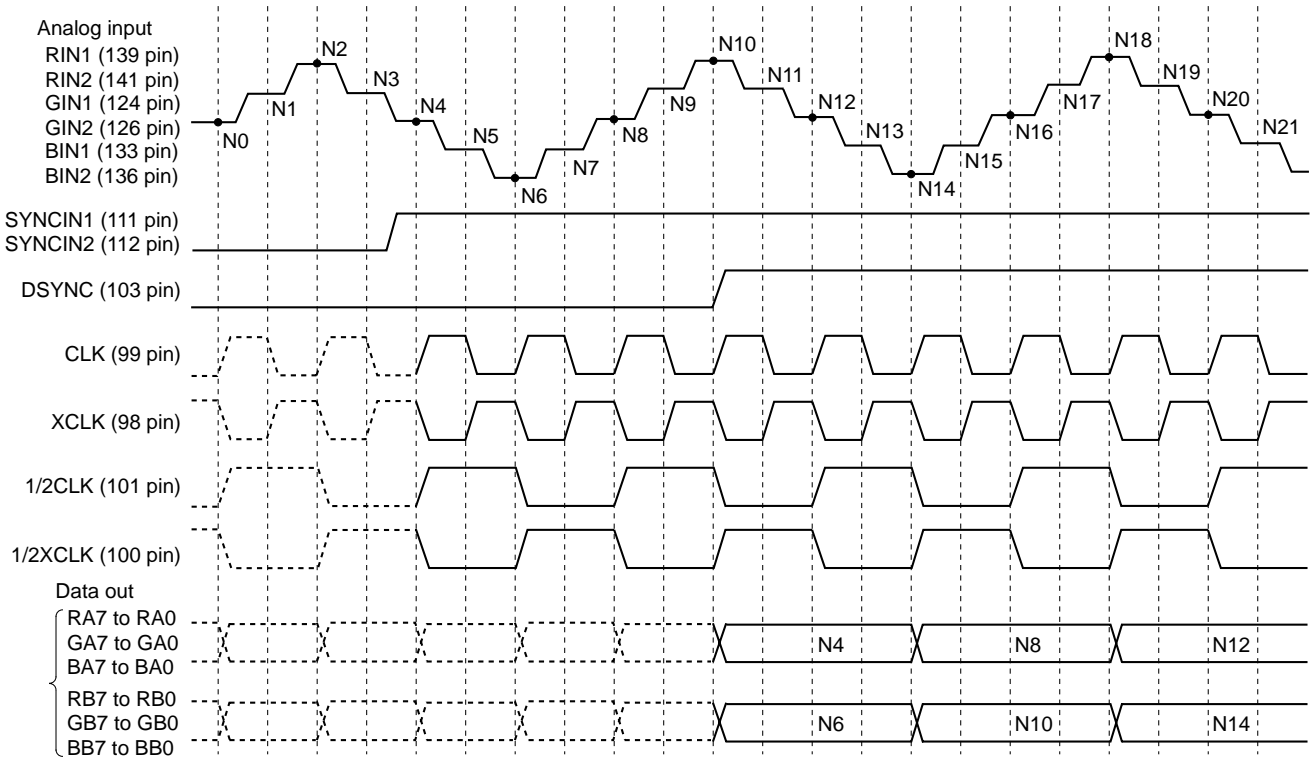 Analog input
RIN1 (139 pin)
RIN2 (141 pin)
GIN1 (124 pin)
GIN2 (126 pin)
BIN1 (133 pin)
BIN2 (136 pin)
N0
N1
N2
N3
N4
N5
N6
N7
N8
N9
N10
N11
N12
N13
N14
N15
N16
N17
N18
N19
N20
N21
SYNCIN1 (111 pin)
SYNCIN2 (112 pin)
DSYNC (103 pin)
CLK (99 pin)
XCLK (98 pin)
1/2CLK (101 pin)
1/2XCLK (100 pin)
Data out
RA7 to RA0
GA7 to GA0
BA7 to BA0
N4 N8 N12
RB7 to RB0
GB7 to GB0
BB7 to BB0
N6 N10 N14